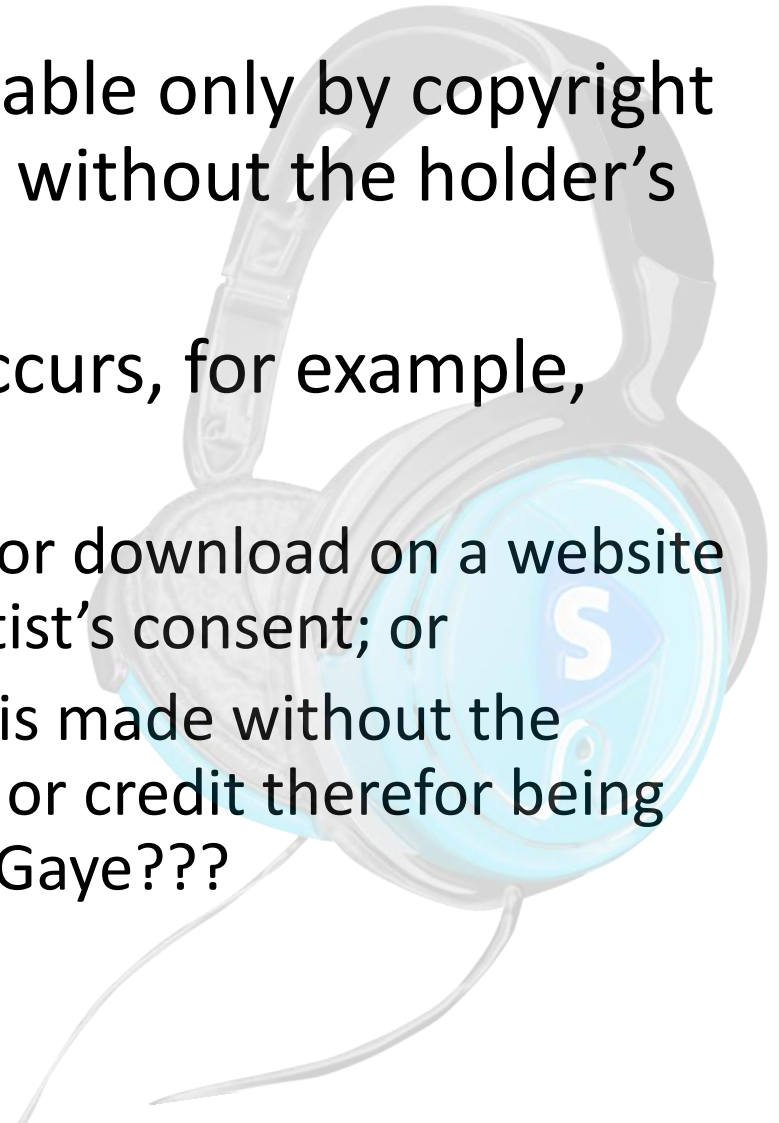 able only by copyright
without the holder’s
ccurs, for example,
or download on a website
tist’s consent; or
is made without the
or credit therefor being
Gaye???
S